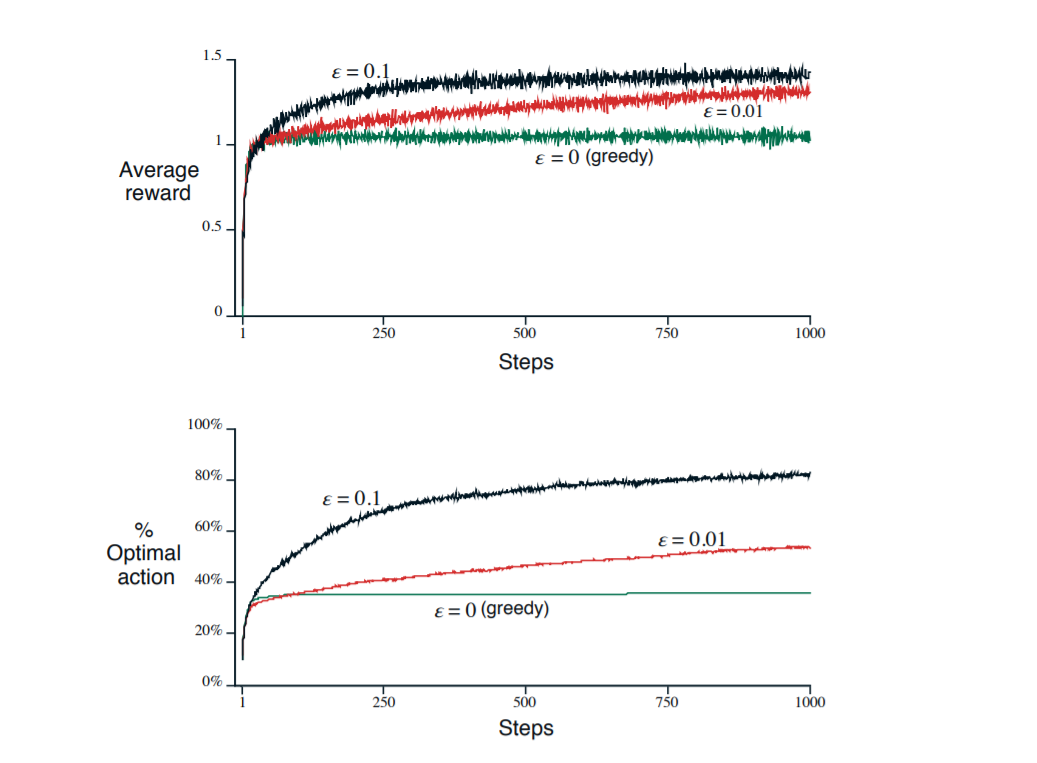 1.5
ε = 0.1
1
ε = 0.01
ε = 0 (greedy)
Average
reward
0.5
0
1 250 500 750 1000
Steps
100%
80%
ε = 0.1
60%
%
Optimal
action
ε = 0.01
40%
ε = 0 (greedy)
20%
0%
1 250 500 750 1000
Steps